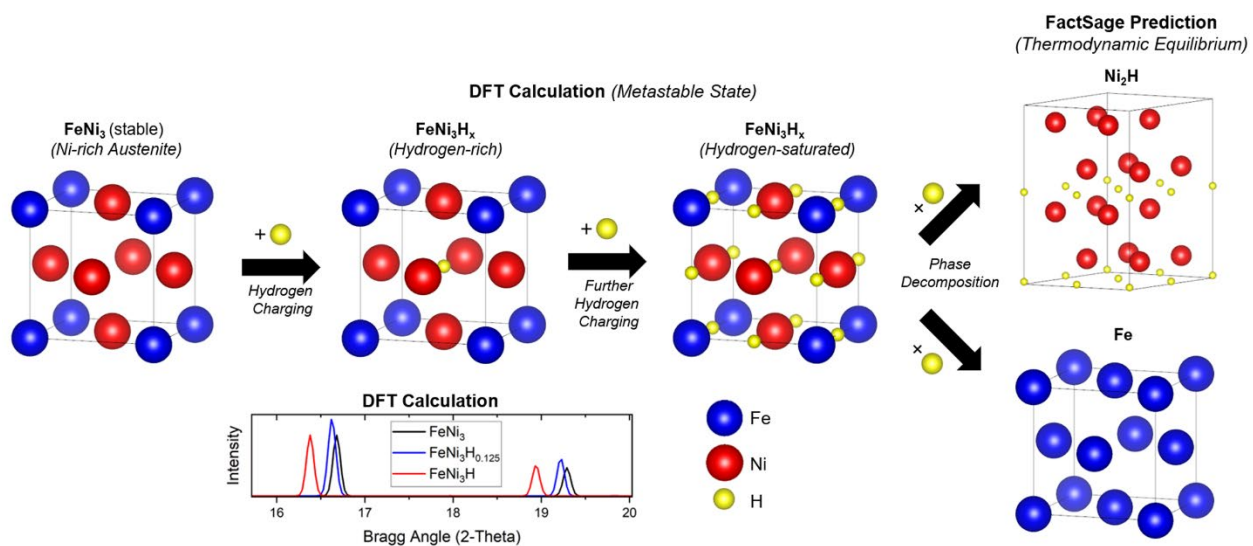 FactSage Prediction
(Thermodynamic Equilibrium)
Ni₂H
DFT Calculation (Metastable State)
FeNi₃ (stable)
(Ni-rich Austenite)
FeNi₃Hₓ
(Hydrogen-rich)
FeNi₃Hₓ
(Hydrogen-saturated)
+
Hydrogen
Charging
+
Further
Hydrogen
Charging
×
Phase
Decomposition
×
Fe
DFT Calculation
Intensity
FeNi₃
FeNi₃H₀.₁₂₅
FeNi₃H
16 17 18 19 20
Bragg Angle (2-Theta)
Fe
Ni
H